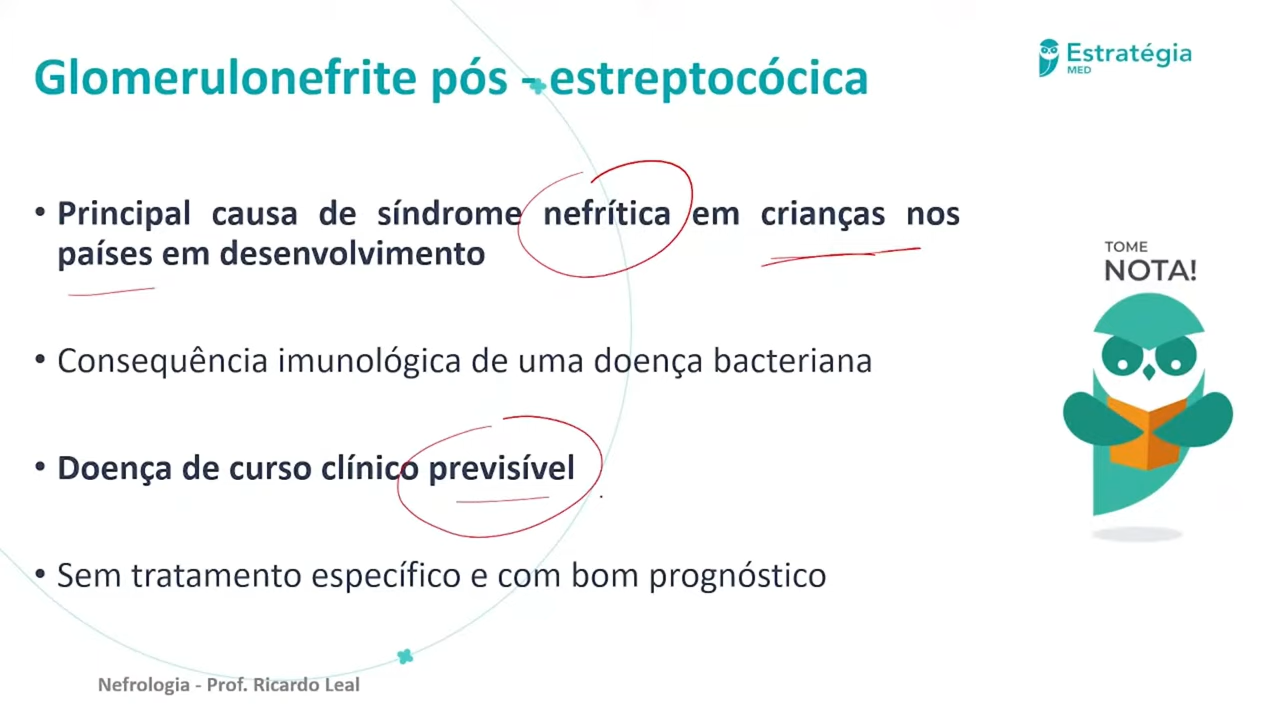 Glomerulonefrite pós - estreptocócica
Estratégia
MED
• Principal causa de síndrome nefrítica em crianças nos
países em desenvolvimento
TOME
NOTA!
• Consequência imunológica de uma doença bacteriana
• Doença de curso clínico previsível
• Sem tratamento específico e com bom prognóstico
Nefrologia - Prof. Ricardo Leal